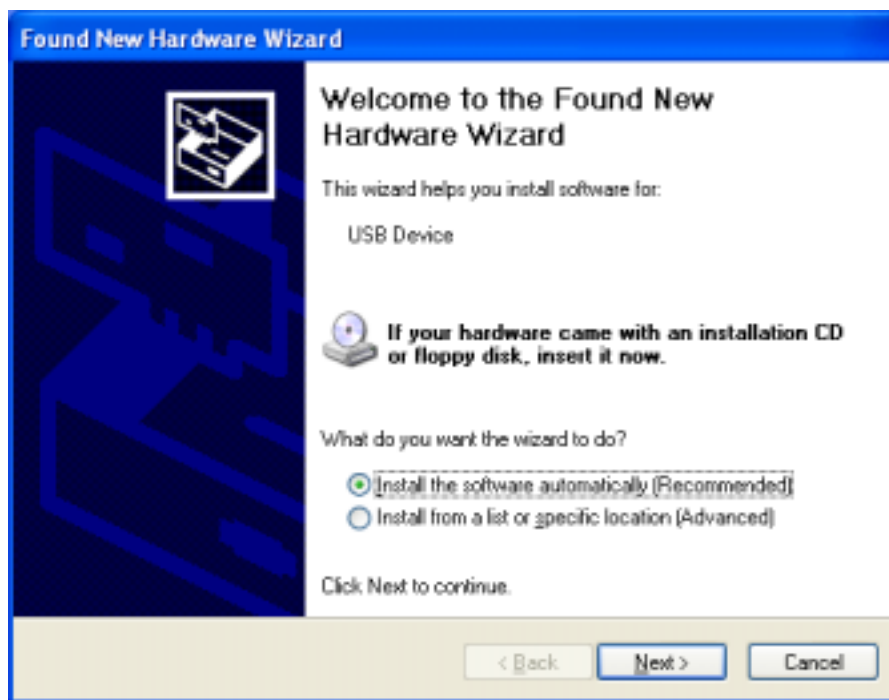 Found New Hardware Wizard
Welcome to the Found New
Hardware Wizard
This wizard helps you install software for:
USB Device
If your hardware came with an installation CD
or floppy disk, insert it now.
What do you want the wizard to do?
Install the software automatically (Recommended)
Install from a list or specific location (Advanced)
Click Next to continue.
< Back Next > Cancel